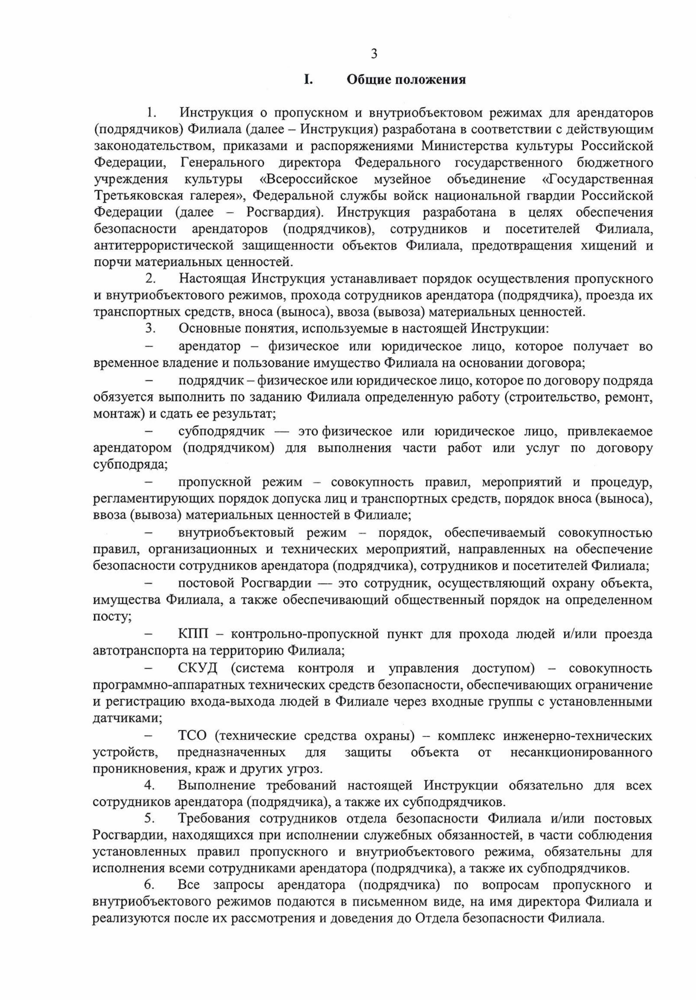 3
I. Общие положения
1. Инструкция о пропускном и внутриобъектовом режимах для арендаторов
(подрядчиков) Филиала (далее – Инструкция) разработана в соответствии с действующим
законодательством, приказами и распоряжениями Министерства культуры Российской
Федерации, Генерального директора Федерального государственного бюджетного
учреждения культуры «Всероссийское музейное объединение «Государственная
Третьяковская галерея», Федеральной службы войск национальной гвардии Российской
Федерации (далее – Росгвардия). Инструкция разработана в целях обеспечения
безопасности арендаторов (подрядчиков), сотрудников и посетителей Филиала,
антитеррористической защищенности объектов Филиала, предотвращения хищений и
порчи материальных ценностей.
2. Настоящая Инструкция устанавливает порядок осуществления пропускного
и внутриобъектового режимов, прохода сотрудников арендатора (подрядчика), проезда их
транспортных средств, вноса (выноса), ввоза (вывоза) материальных ценностей.
3. Основные понятия, используемые в настоящей Инструкции:
– арендатор – физическое или юридическое лицо, которое получает во
временное владение и пользование имущество Филиала на основании договора;
– подрядчик – физическое или юридическое лицо, которое по договору подряда
обязуется выполнить по заданию Филиала определенную работу (строительство, ремонт,
монтаж) и сдать ее результат;
– субподрядчик — это физическое или юридическое лицо, привлекаемое
арендатором (подрядчиком) для выполнения части работ или услуг по договору
субподряда;
– пропускной режим – совокупность правил, мероприятий и процедур,
регламентирующих порядок допуска лиц и транспортных средств, порядок вноса (выноса),
ввоза (вывоза) материальных ценностей в Филиале;
– внутриобъектовый режим – порядок, обеспечиваемый совокупностью
правил, организационных и технических мероприятий, направленных на обеспечение
безопасности сотрудников арендатора (подрядчика), сотрудников и посетителей Филиала;
– постовой Росгвардии — это сотрудник, осуществляющий охрану объекта,
имущества Филиала, а также обеспечивающий общественный порядок на определенном
посту;
– КПП – контрольно-пропускной пункт для прохода людей и/или проезда
автотранспорта на территорию Филиала;
– СКУД (система контроля и управления доступом) – совокупность
программно-аппаратных технических средств безопасности, обеспечивающих ограничение
и регистрацию входа-выхода людей в Филиале через входные группы с установленными
датчиками;
– ТСО (технические средства охраны) – комплекс инженерно-технических
устройств, предназначенных для защиты объекта от несанкционированного
проникновения, краж и других угроз.
4. Выполнение требований настоящей Инструкции обязательно для всех
сотрудников арендатора (подрядчика), а также их субподрядчиков.
5. Требования сотрудников отдела безопасности Филиала и/или постовых
Росгвардии, находящихся при исполнении служебных обязанностей, в части соблюдения
установленных правил пропускного и внутриобъектового режима, обязательны для
исполнения всеми сотрудниками арендатора (подрядчика), а также их субподрядчиков.
6. Все запросы арендатора (подрядчика) по вопросам пропускного и
внутриобъектового режимов подаются в письменном виде, на имя директора Филиала и
реализуются после их рассмотрения и доведения до Отдела безопасности Филиала.